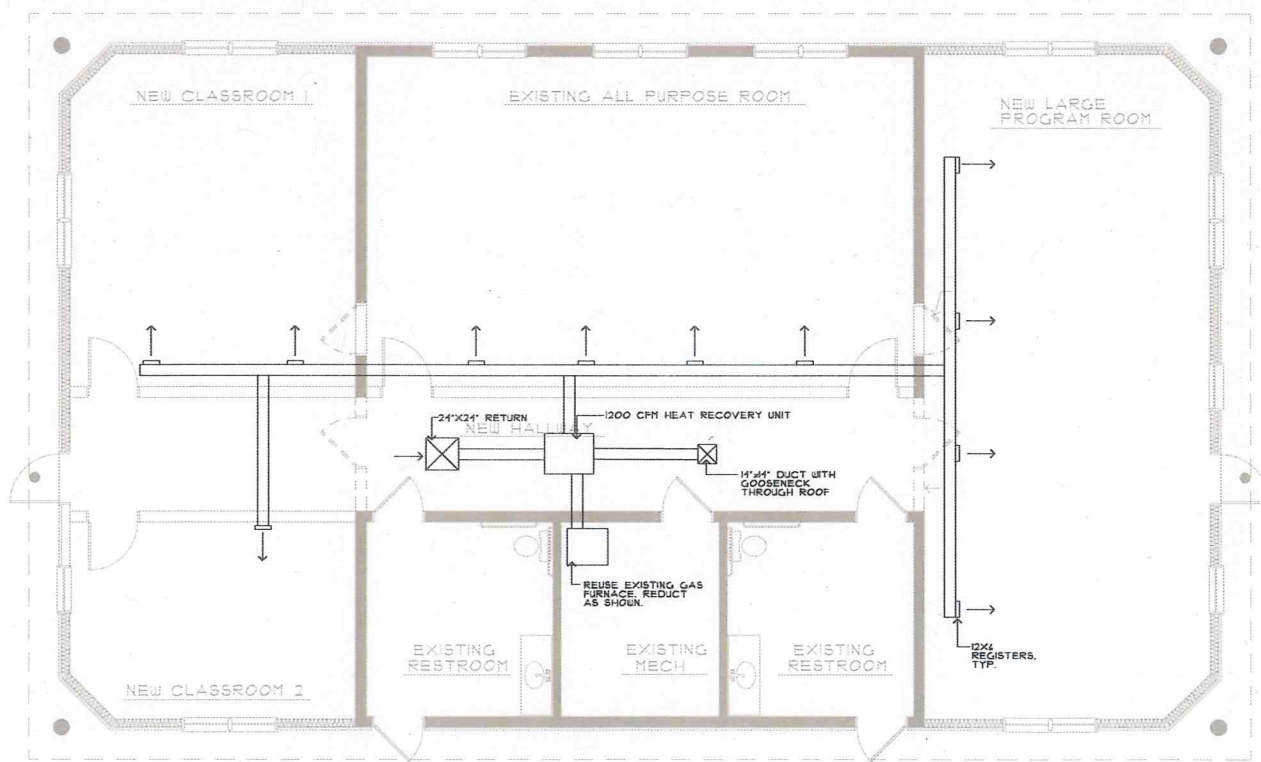 NEW CLASSROOM 1
EXISTING ALL PURPOSE ROOM
NEW LARGE
PROGRAM ROOM
24"X24" RETURN
1200 CFM HEAT RECOVERY UNIT
NEW HALLWAY
14"x14" DUCT WITH
GOOSENECK
THROUGH ROOF
REUSE EXISTING GAS
FURNACE. REDUCT
AS SHOWN.
EXISTING
RESTROOM
EXISTING
MECH
EXISTING
RESTROOM
12X6
REGISTERS,
TYP.
NEW CLASSROOM 2